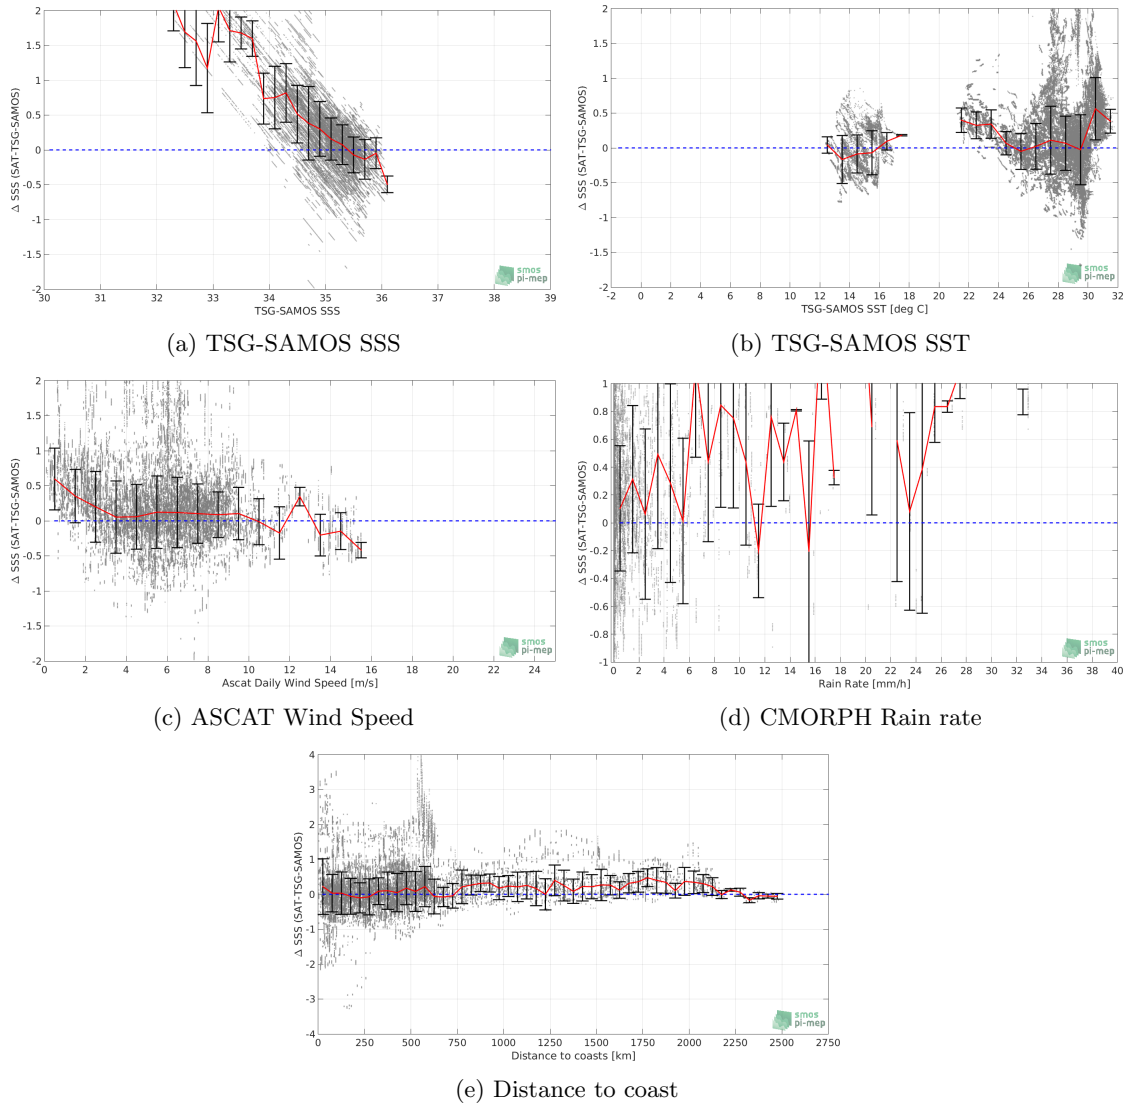 2
1.5
1
0.5
0
-0.5
-1
-1.5
-2
Δ SSS (SAT-TSG-SAMOS)
30 31 32 33 34 35 36 37 38 39
TSG-SAMOS SSS
smos
pi-mep
(a) TSG-SAMOS SSS
2
1.5
1
0.5
0
-0.5
-1
-1.5
-2
Δ SSS (SAT-TSG-SAMOS)
-2 0 2 4 6 8 10 12 14 16 18 20 22 24 26 28 30 32
TSG-SAMOS SST [deg C]
smos
pi-mep
(b) TSG-SAMOS SST
2
1.5
1
0.5
0
-0.5
-1
-1.5
-2
Δ SSS (SAT-TSG-SAMOS)
0 2 4 6 8 10 12 14 16 18 20 22 24
Ascat Daily Wind Speed [m/s]
smos
pi-mep
(c) ASCAT Wind Speed
1
0.8
0.6
0.4
0.2
0
-0.2
-0.4
-0.6
-0.8
-1
Δ SSS (SAT-TSG-SAMOS)
0 2 4 6 8 10 12 14 16 18 20 22 24 26 28 30 32 34 36 38 40
Rain Rate [mm/h]
smos
pi-mep
(d) CMORPH Rain rate
4
3
2
1
0
-1
-2
-3
-4
Δ SSS (SAT-TSG-SAMOS)
0 250 500 750 1000 1250 1500 1750 2000 2250 2500 2750
Distance to coasts [km]
smos
pi-mep
(e) Distance to coast